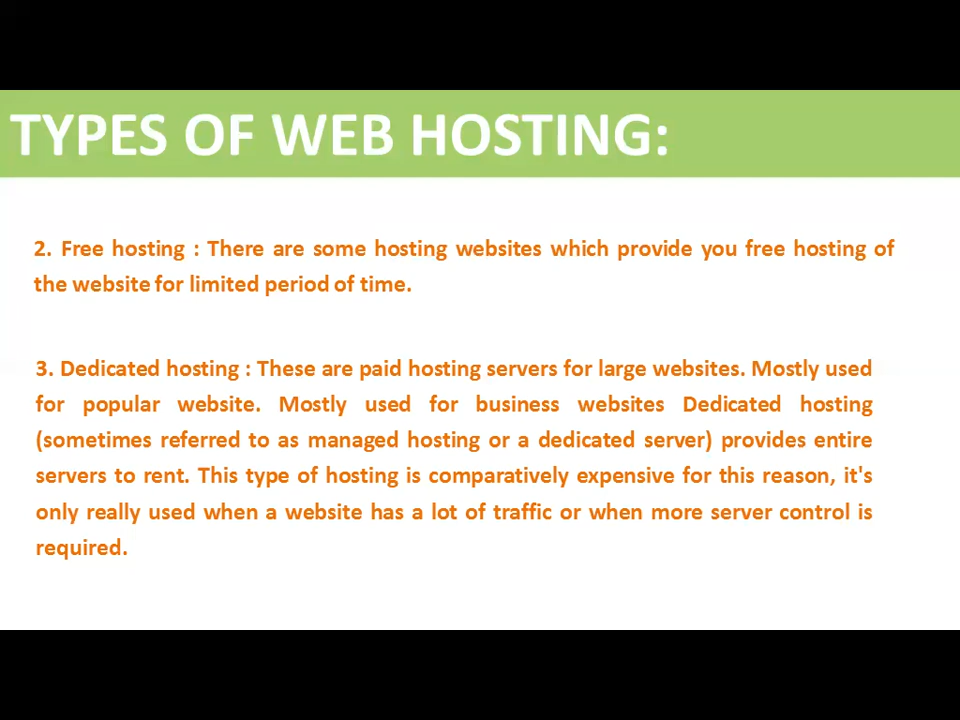 TYPES OF WEB HOSTING:
2. Free hosting : There are some hosting websites which provide you free hosting of
the website for limited period of time.
3. Dedicated hosting : These are paid hosting servers for large websites. Mostly used
for popular website. Mostly used for business websites Dedicated hosting
(sometimes referred to as managed hosting or a dedicated server) provides entire
servers to rent. This type of hosting is comparatively expensive for this reason, it's
only really used when a website has a lot of traffic or when more server control is
required.